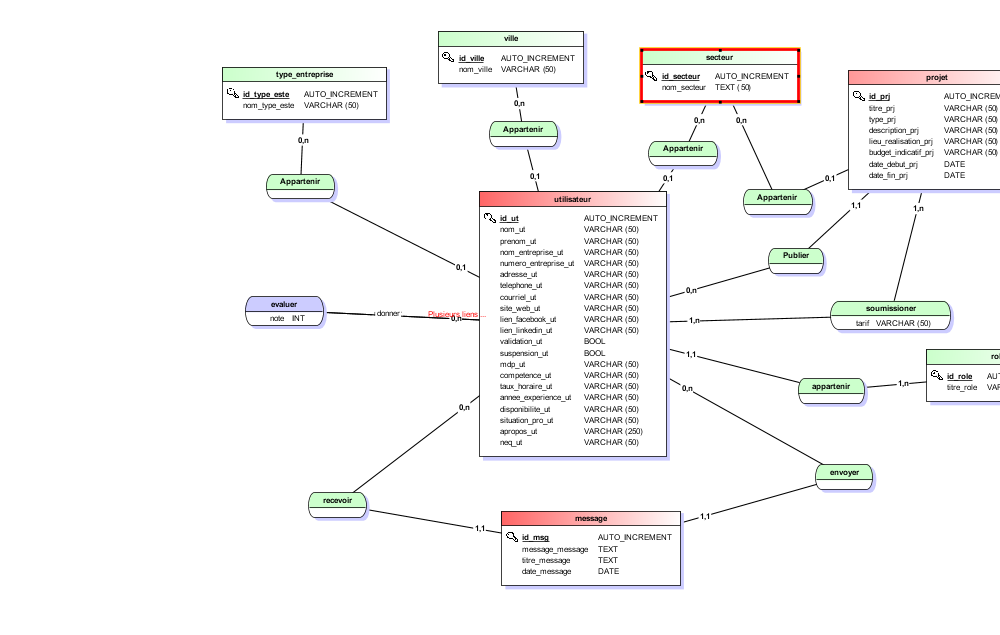 ville
id_ville AUTO_INCREMENT
nom_ville VARCHAR (50)
type_entreprise
id_type_este AUTO_INCREMENT
nom_type_este VARCHAR (50)
secteur
id_secteur AUTO_INCREMENT
nom_secteur TEXT (50)
projet
id_prj AUTO_INCREM
titre_prj VARCHAR (50)
type_prj VARCHAR (50)
description_prj VARCHAR (50)
lieu_realisation_prj VARCHAR (50)
budget_indicatif_prj VARCHAR (50)
date_debut_prj DATE
date_fin_prj DATE
0,n
0,n
0,n
0,n
Appartenir
Appartenir
Appartenir
Appartenir
0,1
0,1
0,1
0,1
1,1
1,n
utilisateur
id_ut AUTO_INCREMENT
nom_ut VARCHAR (50)
prenom_ut VARCHAR (50)
nom_entreprise_ut VARCHAR (50)
numero_entreprise_ut VARCHAR (50)
adresse_ut VARCHAR (50)
telephone_ut VARCHAR (50)
courriel_ut VARCHAR (50)
site_web_ut VARCHAR (50)
lien_facebook_ut VARCHAR (50)
lien_linkedin_ut VARCHAR (50)
validation_ut BOOL
suspension_ut BOOL
mdp_ut VARCHAR (50)
competence_ut VARCHAR (50)
taux_horaire_ut VARCHAR (50)
annee_experience_ut VARCHAR (50)
disponibilite_ut VARCHAR (50)
situation_pro_ut VARCHAR (50)
apropos_ut VARCHAR (250)
neq_ut VARCHAR (50)
Publier
0,n
evaluer
note INT
donner
Plusieurs liens ...
0,n
soumissioner
tarif VARCHAR (50)
1,n
1,1
appartenir
1,n
id_role
titre_role
0,n
0,n
envoyer
recevoir
1,1
1,1
message
id_msg AUTO_INCREMENT
message_message TEXT
titre_message TEXT
date_message DATE